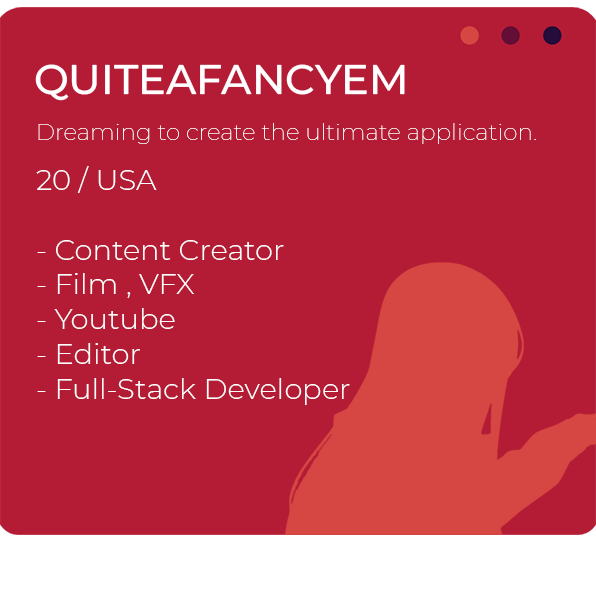 QUITEAFANCYEM
Dreaming to create the ultimate application.
20 / USA
- Content Creator
- Film , VFX
- Youtube
- Editor
- Full-Stack Developer